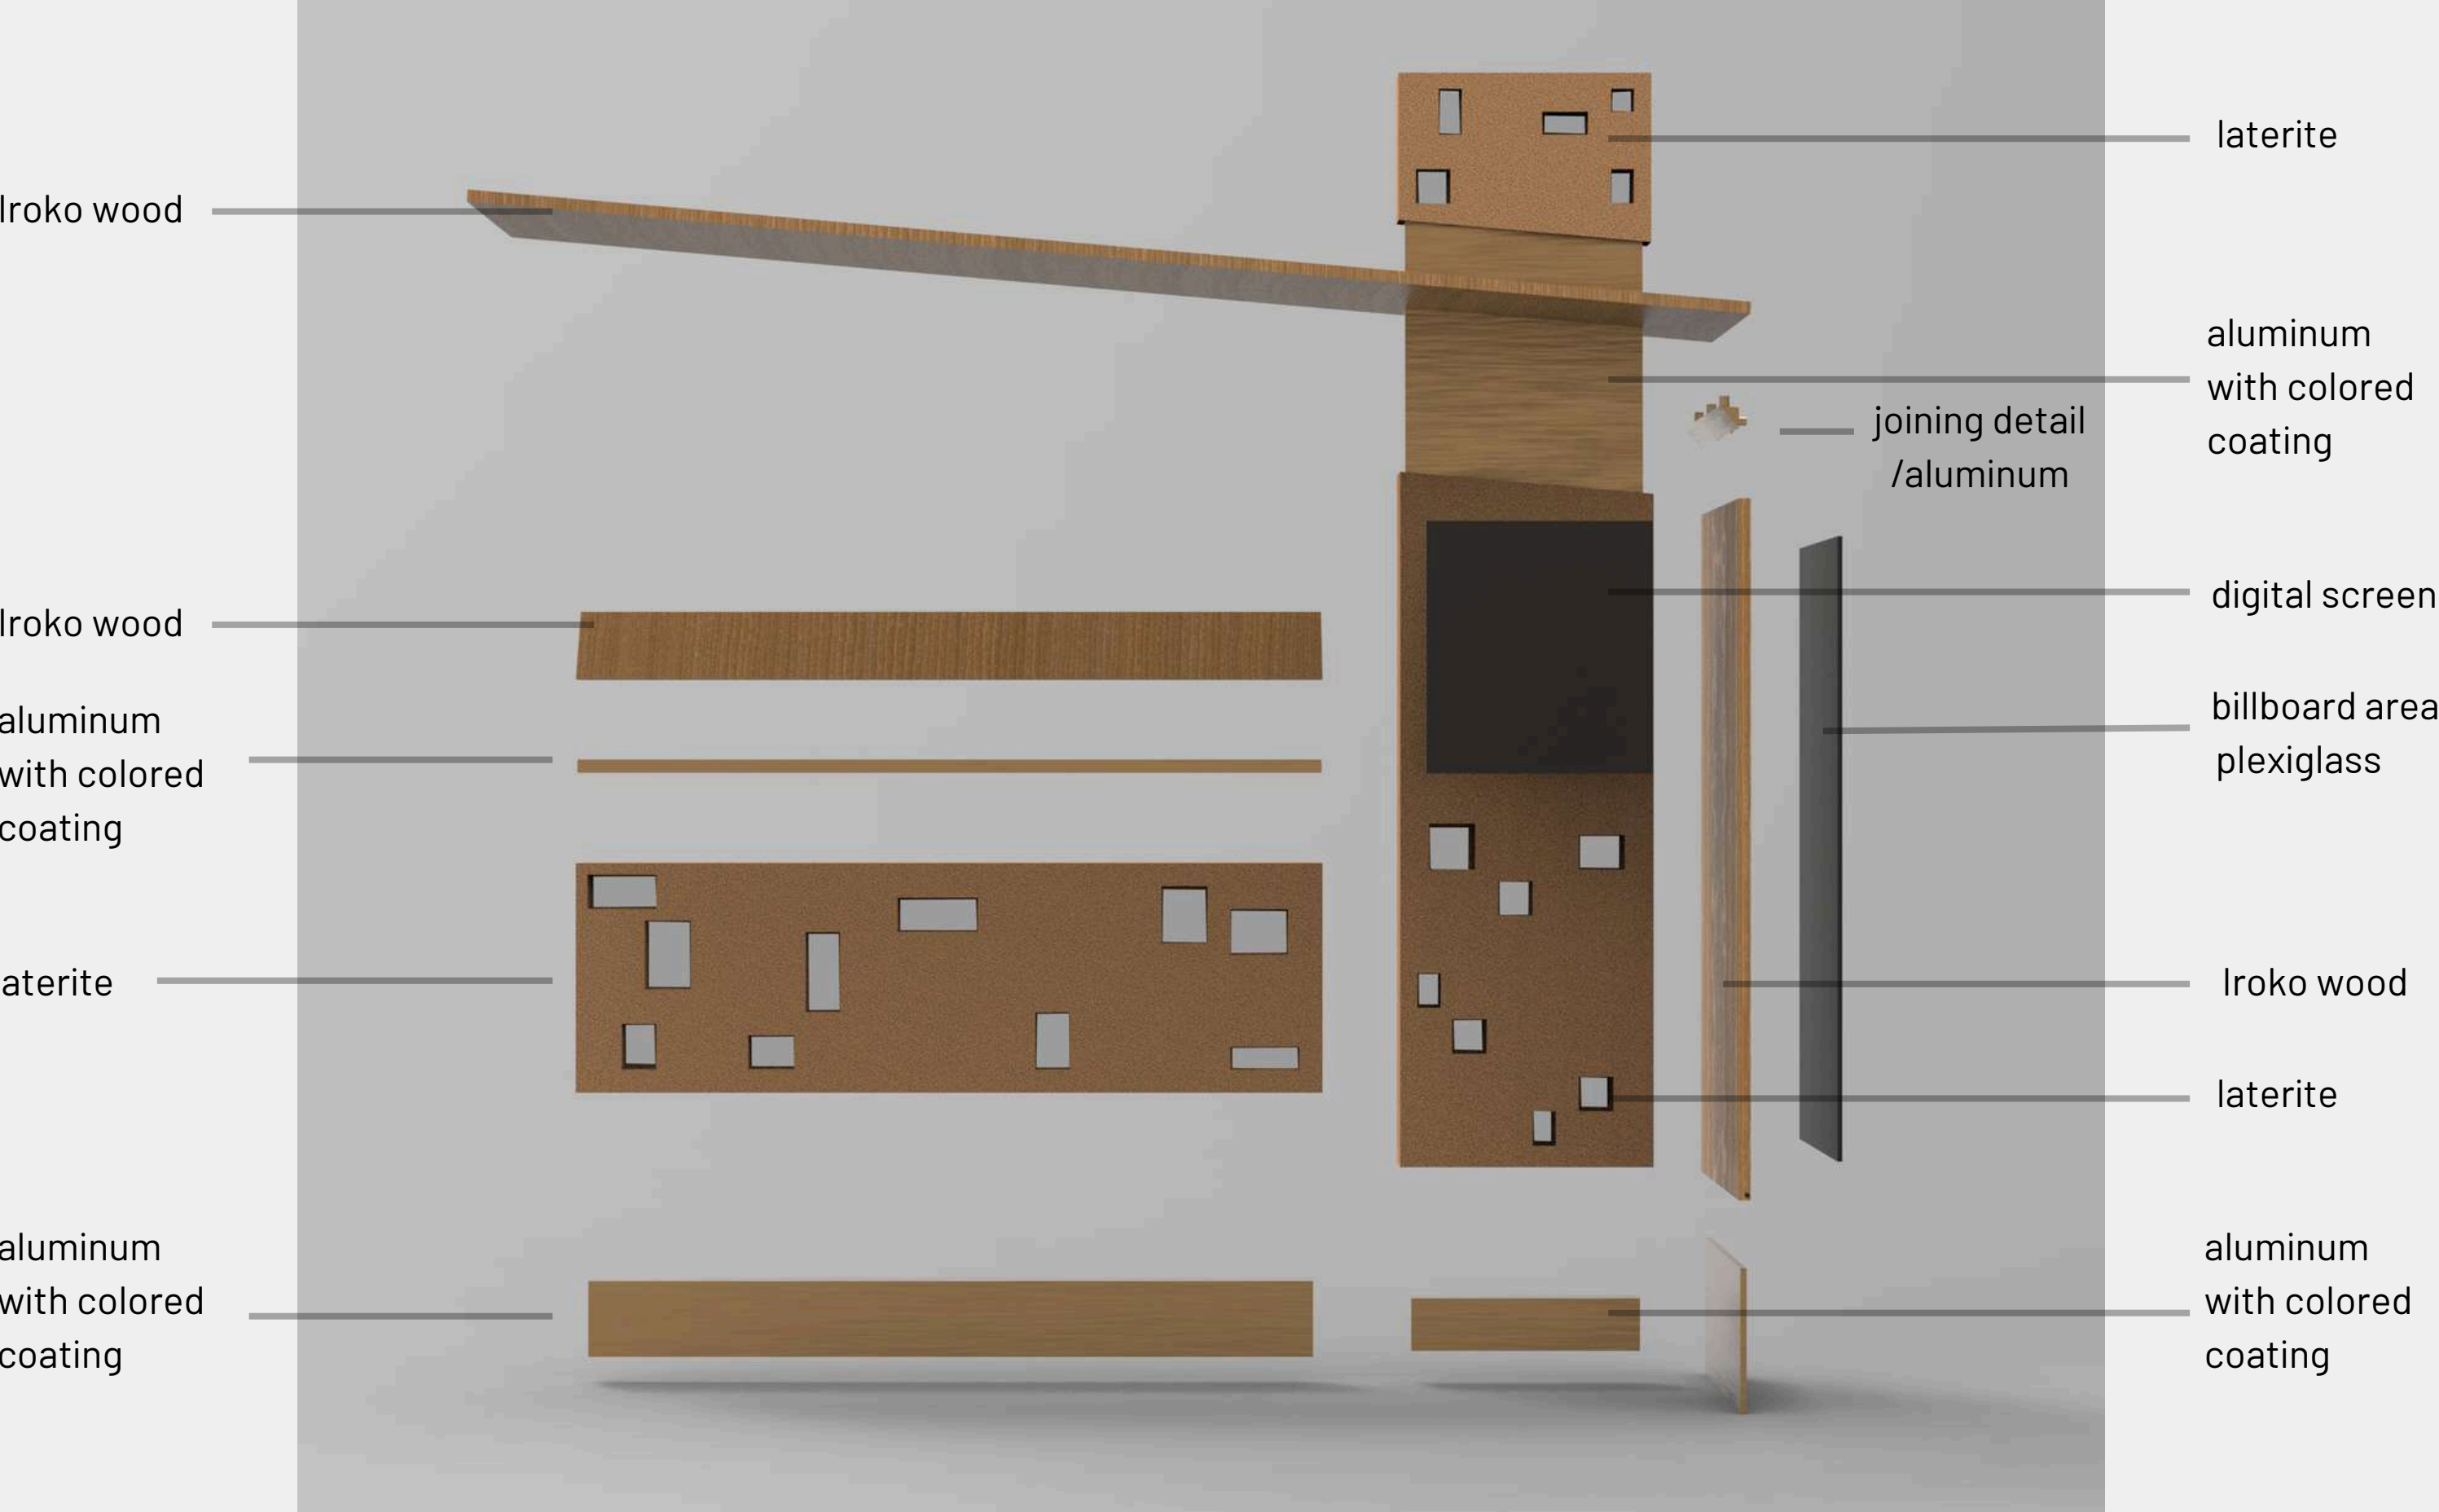 Iroko wood
Iroko wood
aluminum
with colored
coating
aterite
aluminum
with colored
coating
laterite
aluminum
with colored
coating
joining detail
/aluminum
digital screen
billboard area
plexiglass
Iroko wood
laterite
aluminum
with colored
coating